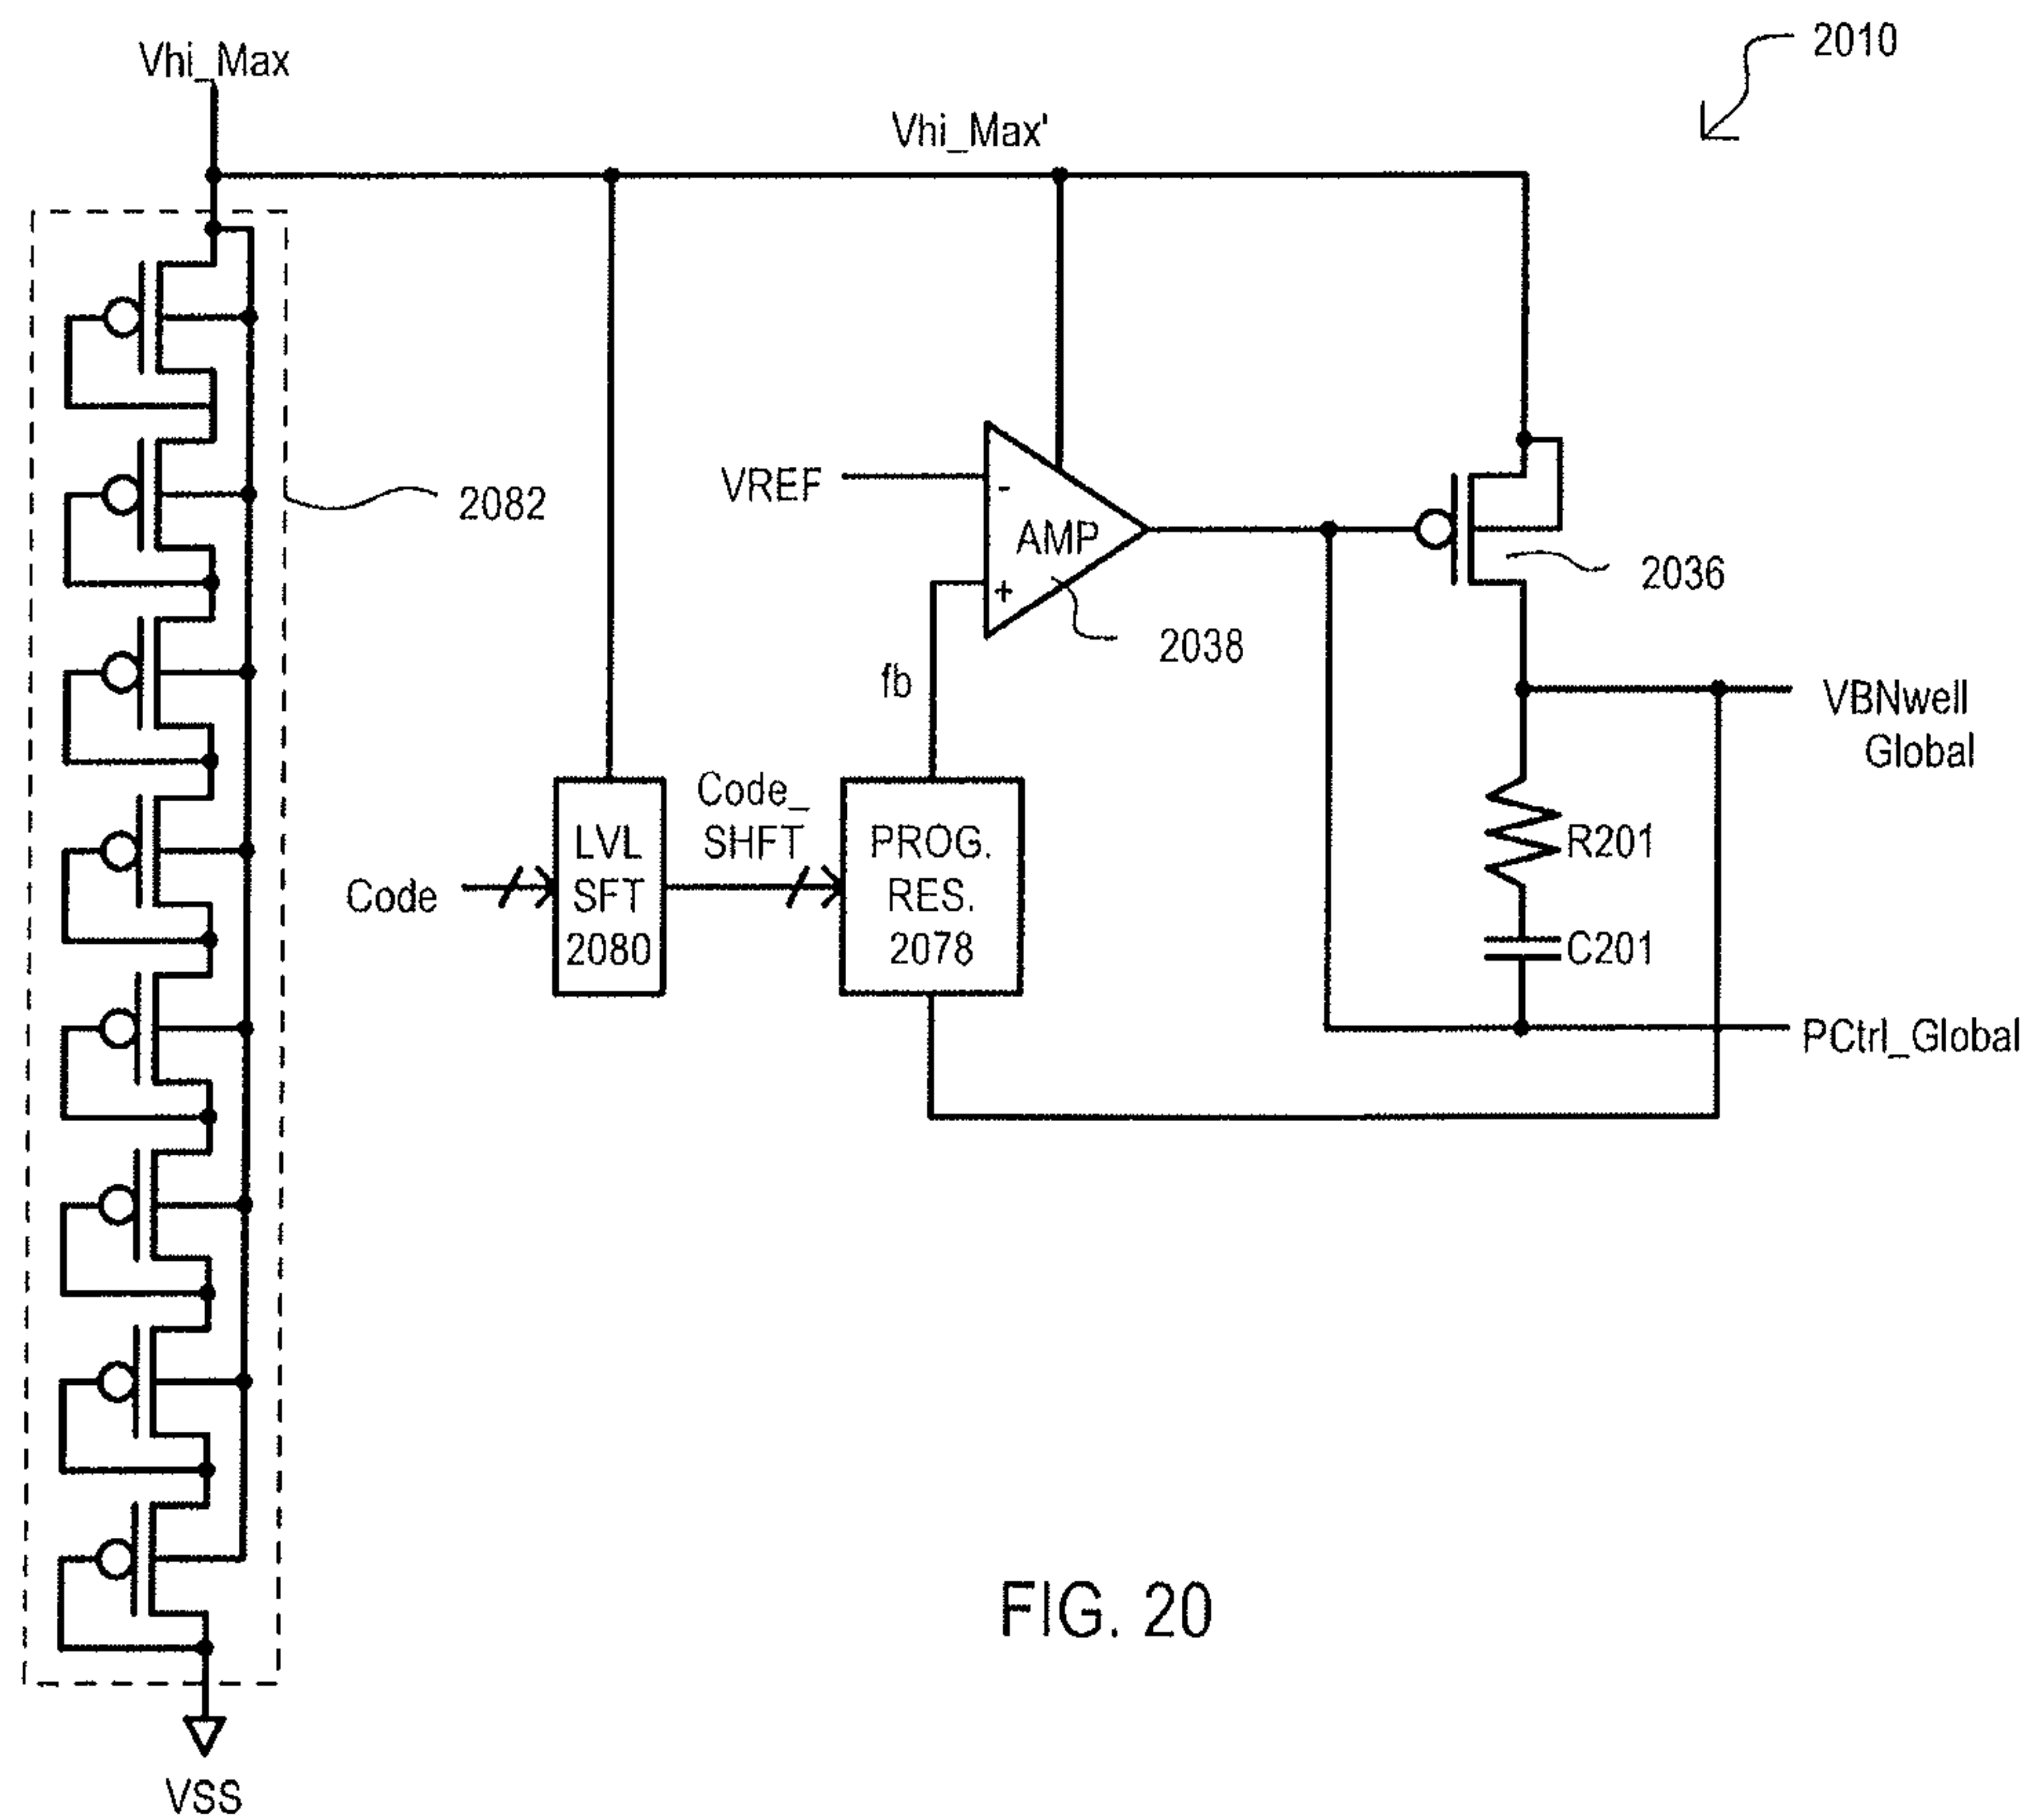 2010
Vhi_Max
Vhi_Max'
2082
VREF
-
AMP
+
2036
2038
fb
VBNwell
Global
Code_
SHFT
LVL
SFT
2080
PROG.
RES.
2078
R201
Code
C201
PCtrl_Global
FIG. 20
VSS